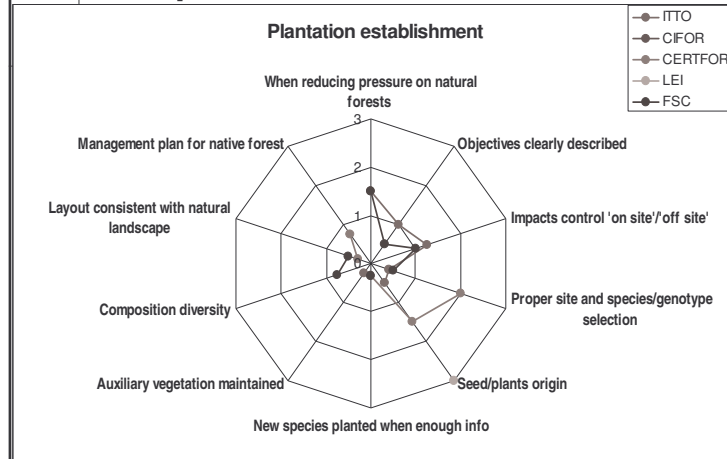 Plantation establishment
ITTO
CIFOR
CERTFOR
LEI
FSC
When reducing pressure on natural
forests
Management plan for native forest
Objectives clearly described
Layout consistent with natural
landscape
Impacts control 'on site'/'off site'
Composition diversity
Proper site and species/genotype
selection
Auxiliary vegetation maintained
Seed/plants origin
New species planted when enough info
3
2
1
0